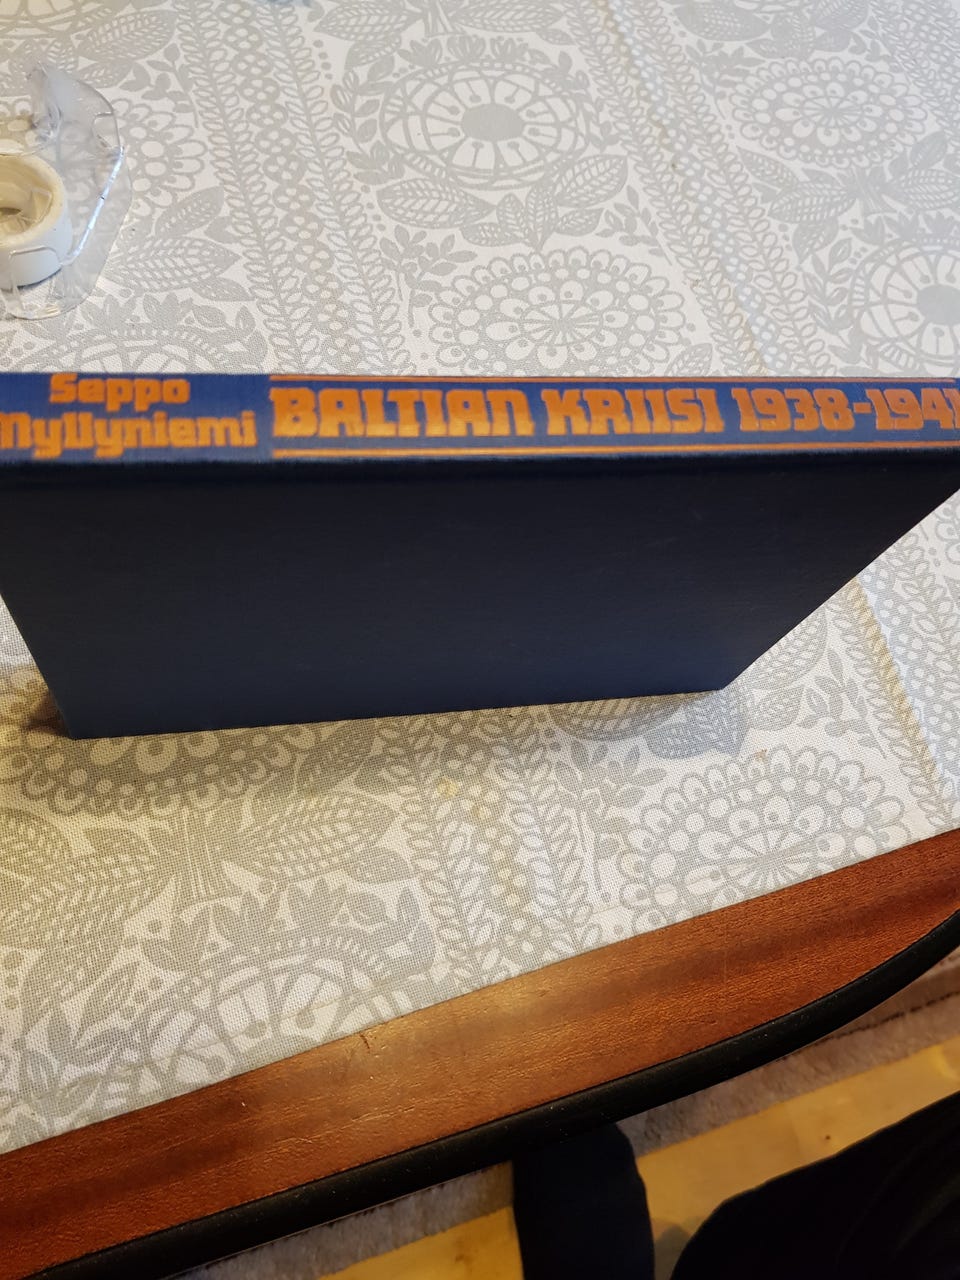 Seppo
Myllyniemi
BALTIAN KRIISI 1938-1941